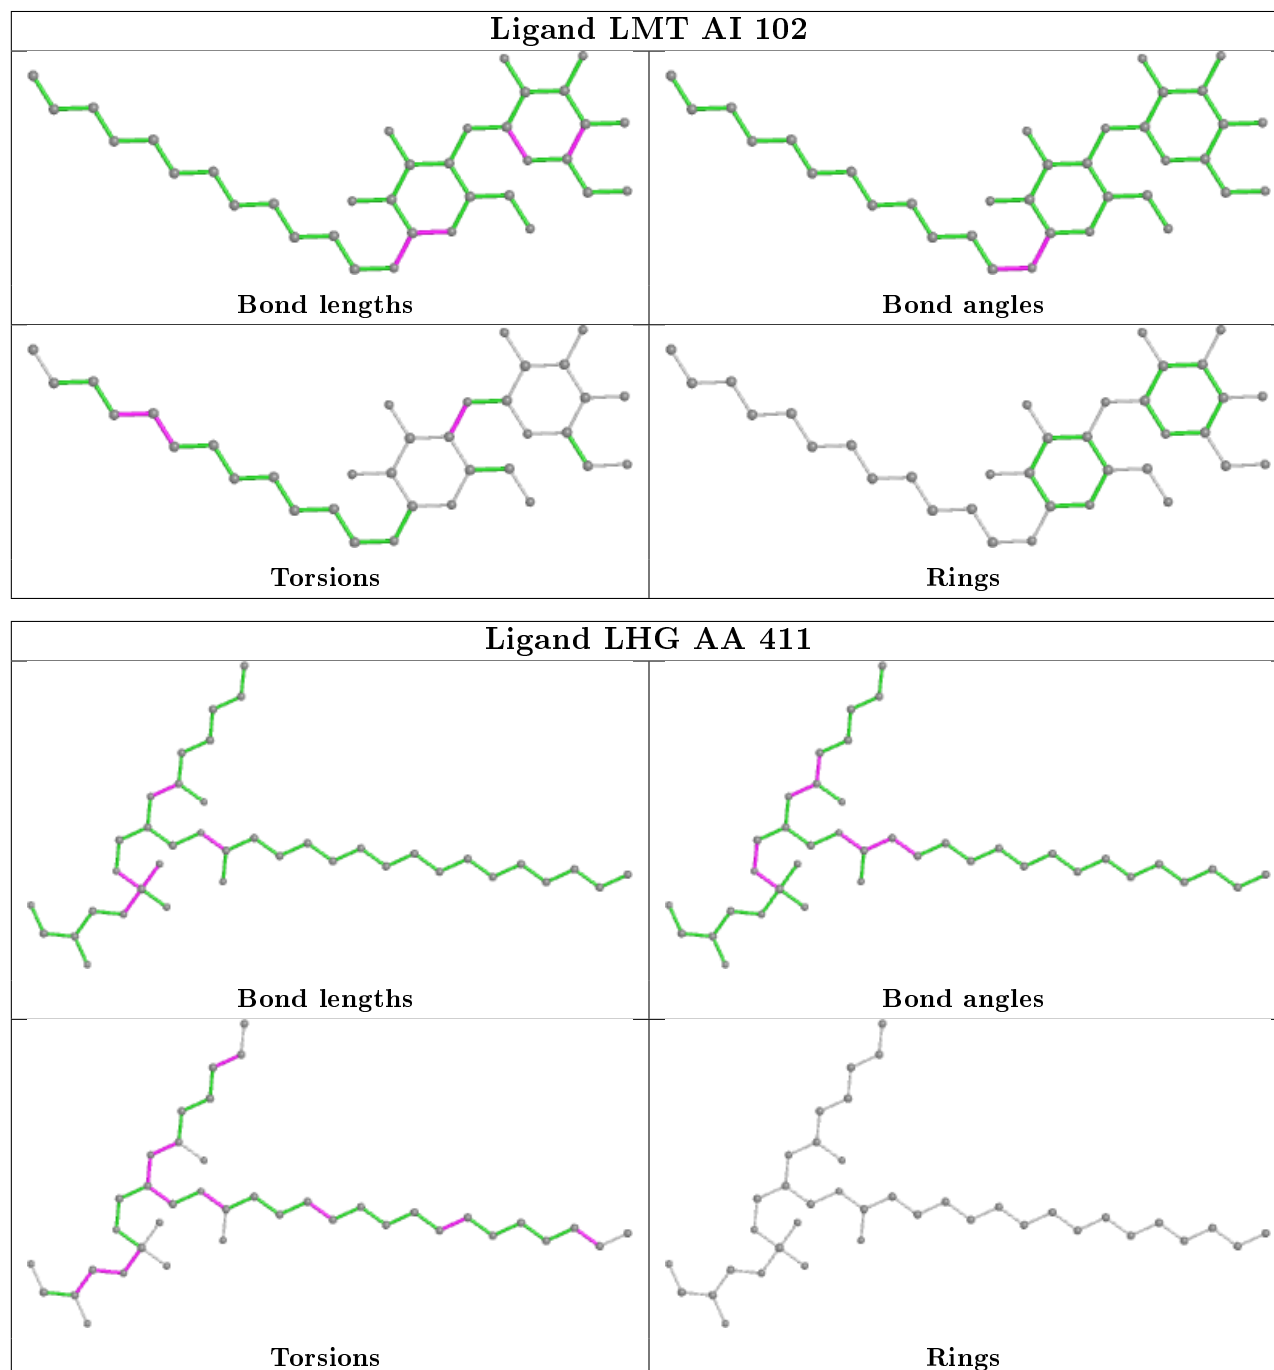 Ligand LMT AI 102
Bond lengths
Bond angles
Torsions
Rings
Ligand LHG AA 411
Bond lengths
Bond angles
Torsions
Rings